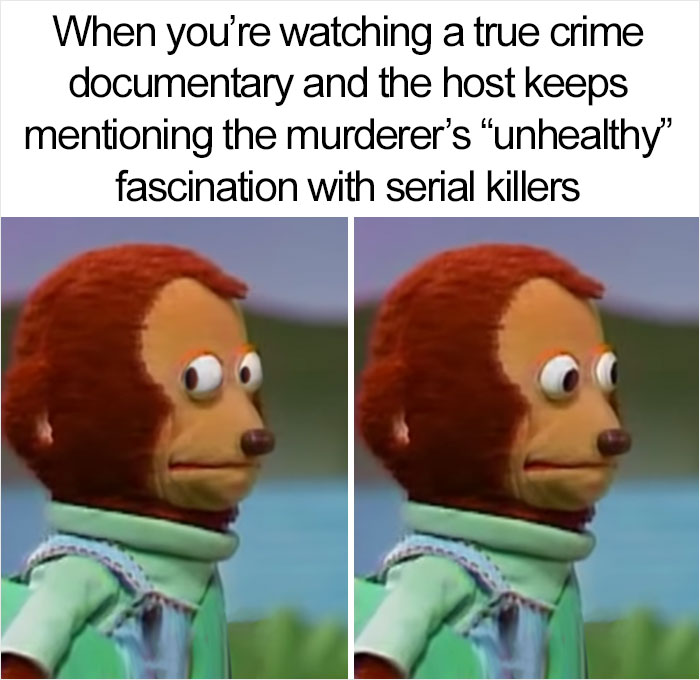 When you’re watching a true crime
documentary and the host keeps
mentioning the murderer’s “unhealthy”
fascination with serial killers